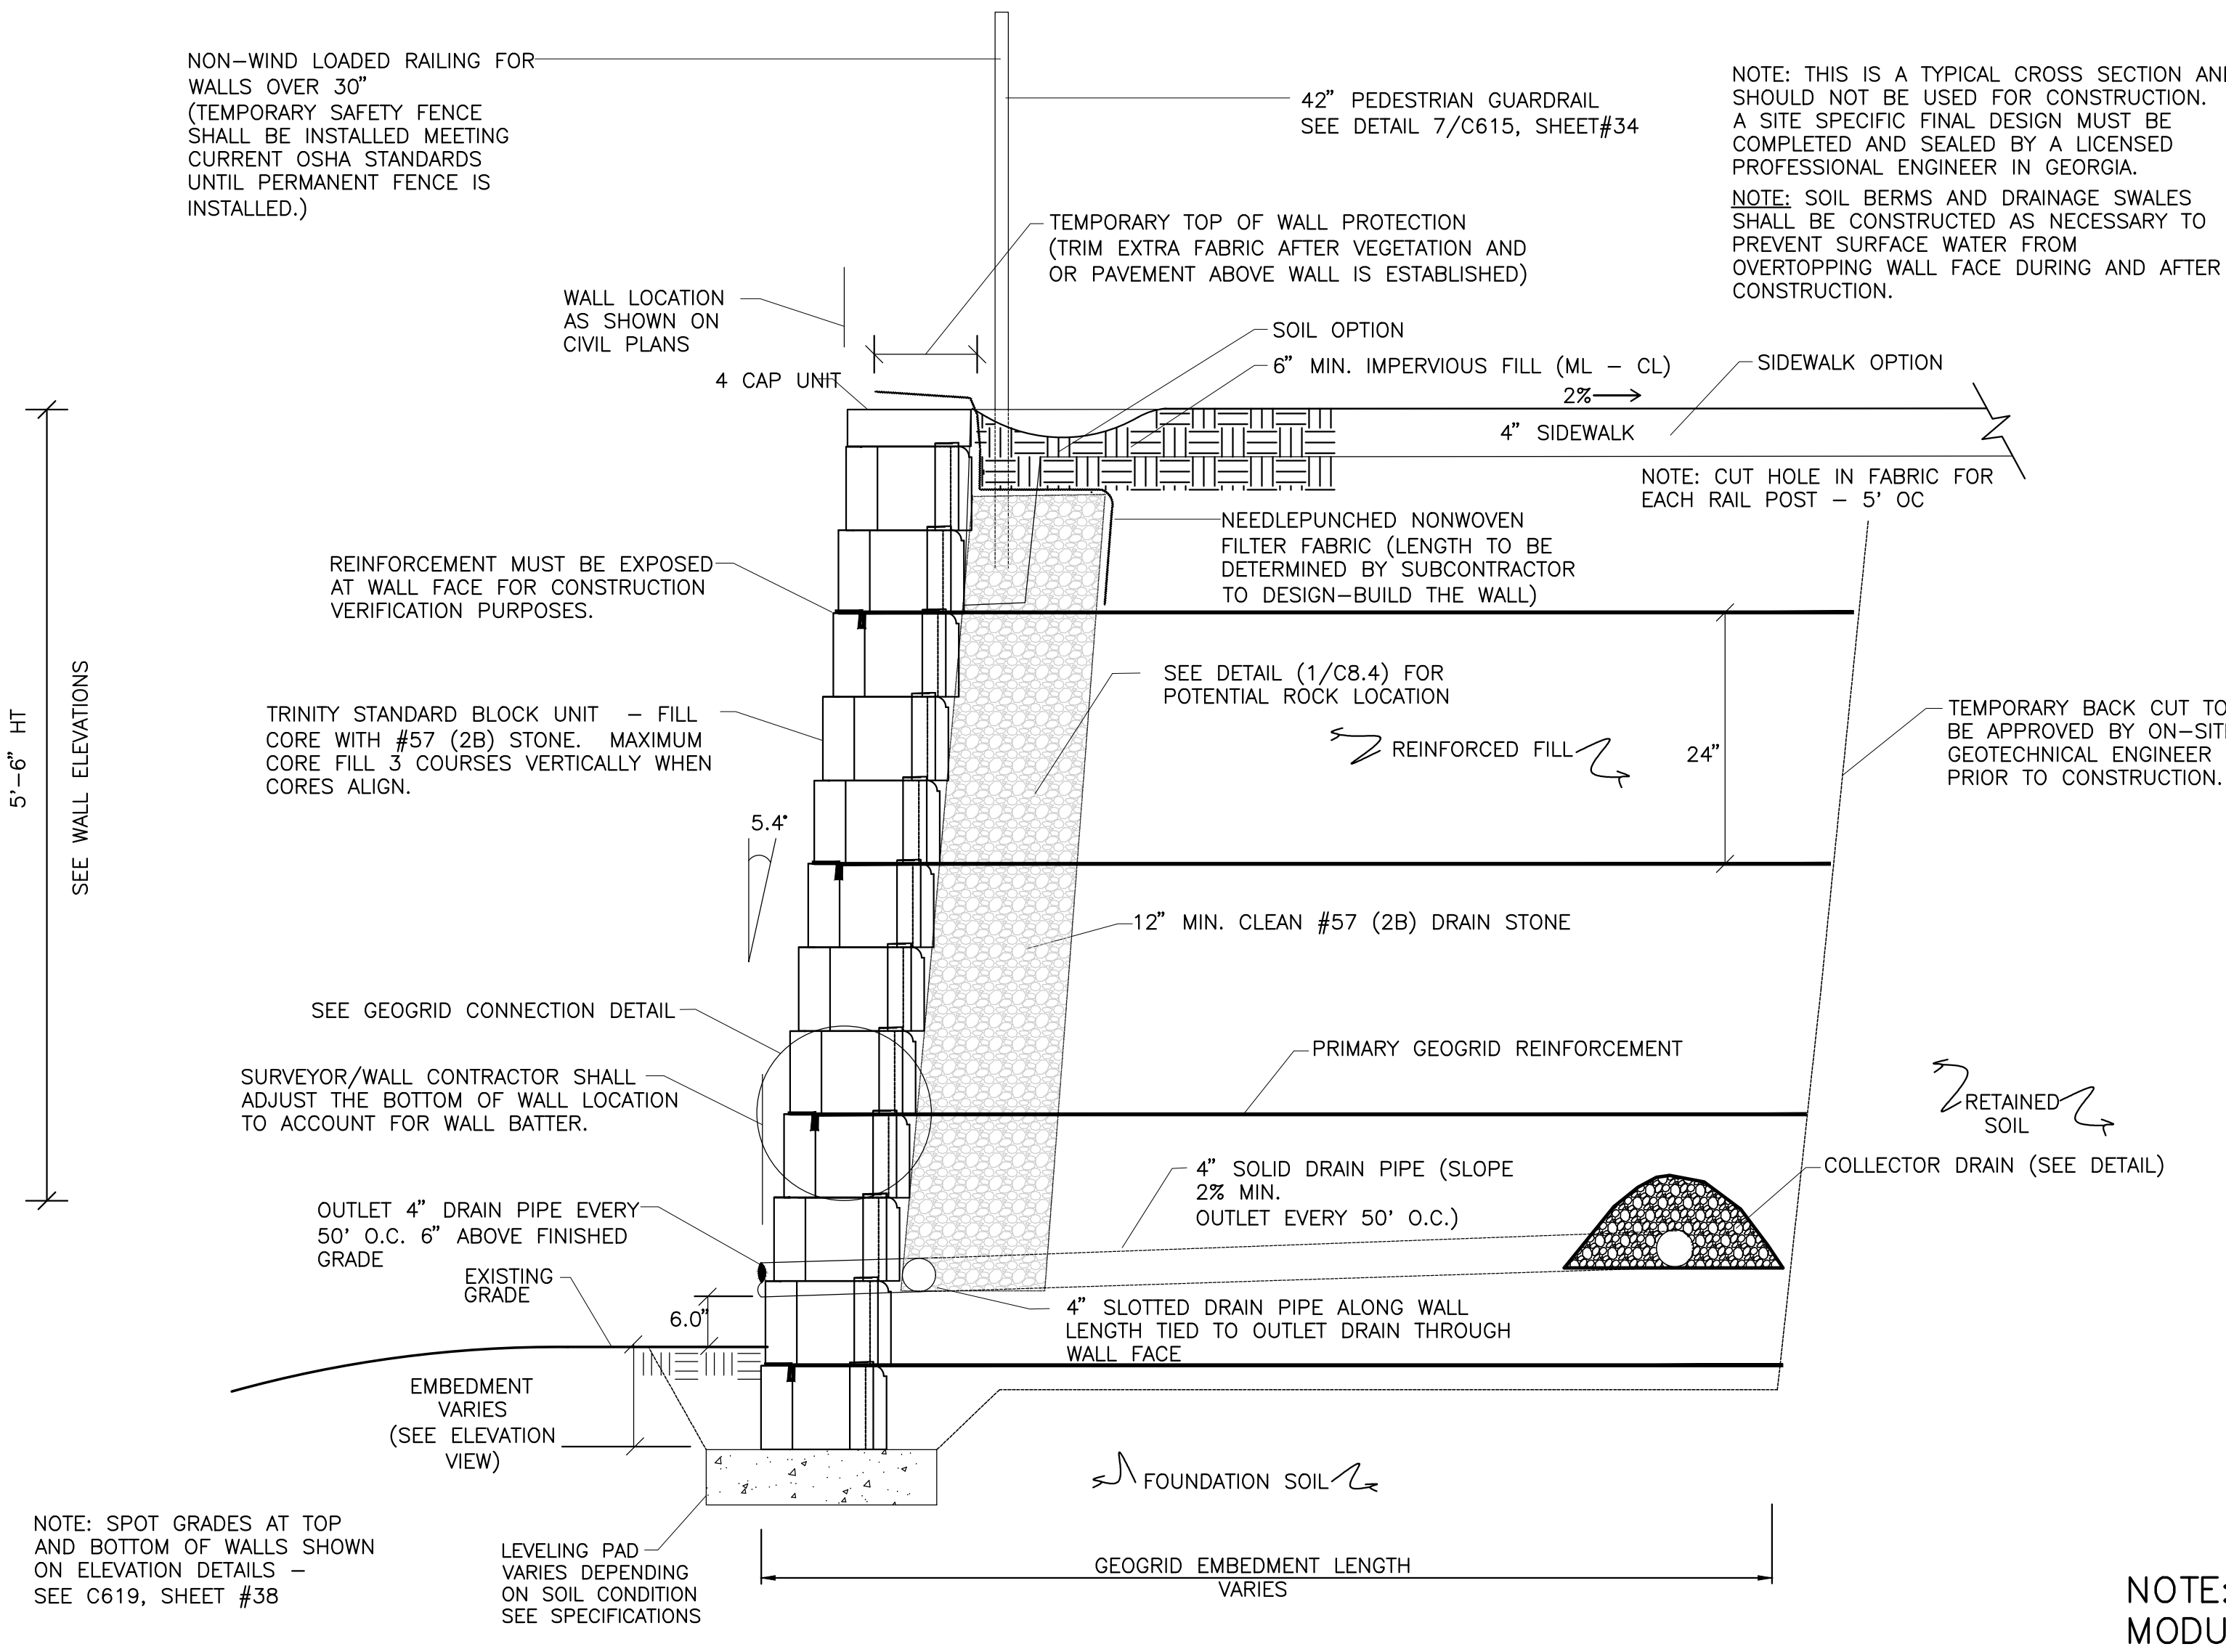 NON-WIND LOADED RAILING FOR
WALLS OVER 30”
(TEMPORARY SAFETY FENCE
SHALL BE INSTALLED MEETING
CURRENT OSHA STANDARDS
UNTIL PERMANENT FENCE IS
INSTALLED.)
42” PEDESTRIAN GUARDRAIL
SEE DETAIL 7/C615, SHEET#34
NOTE: THIS IS A TYPICAL CROSS SECTION AN
SHOULD NOT BE USED FOR CONSTRUCTION.
A SITE SPECIFIC FINAL DESIGN MUST BE
COMPLETED AND SEALED BY A LICENSED
PROFESSIONAL ENGINEER IN GEORGIA.
NOTE: SOIL BERMS AND DRAINAGE SWALES
SHALL BE CONSTRUCTED AS NECESSARY TO
PREVENT SURFACE WATER FROM
OVERTOPPING WALL FACE DURING AND AFTER
CONSTRUCTION.
TEMPORARY TOP OF WALL PROTECTION
(TRIM EXTRA FABRIC AFTER VEGETATION AND
OR PAVEMENT ABOVE WALL IS ESTABLISHED)
WALL LOCATION
AS SHOWN ON
CIVIL PLANS
SOIL OPTION
6” MIN. IMPERVIOUS FILL (ML - CL)
SIDEWALK OPTION
4 CAP UNIT
2%
4” SIDEWALK
NOTE: CUT HOLE IN FABRIC FOR
EACH RAIL POST - 5’ OC
NEEDLEPUNCHED NONWOVEN
FILTER FABRIC (LENGTH TO BE
DETERMINED BY SUBCONTRACTOR
TO DESIGN-BUILD THE WALL)
REINFORCEMENT MUST BE EXPOSED
AT WALL FACE FOR CONSTRUCTION
VERIFICATION PURPOSES.
SEE DETAIL (1/C8.4) FOR
POTENTIAL ROCK LOCATION
5’-6” HT
SEE WALL ELEVATIONS
TRINITY STANDARD BLOCK UNIT - FILL
CORE WITH #57 (2B) STONE. MAXIMUM
CORE FILL 3 COURSES VERTICALLY WHEN
CORES ALIGN.
REINFORCED FILL
24”
TEMPORARY BACK CUT TO
BE APPROVED BY ON-SIT
GEOTECHNICAL ENGINEER
PRIOR TO CONSTRUCTION.
5.4°
12” MIN. CLEAN #57 (2B) DRAIN STONE
SEE GEOGRID CONNECTION DETAIL
PRIMARY GEOGRID REINFORCEMENT
SURVEYOR/WALL CONTRACTOR SHALL
ADJUST THE BOTTOM OF WALL LOCATION
TO ACCOUNT FOR WALL BATTER.
RETAINED
SOIL
4” SOLID DRAIN PIPE (SLOPE
2% MIN.
OUTLET EVERY 50’ O.C.)
COLLECTOR DRAIN (SEE DETAIL)
OUTLET 4” DRAIN PIPE EVERY
50’ O.C. 6” ABOVE FINISHED
GRADE
EXISTING
GRADE
6.0”
4” SLOTTED DRAIN PIPE ALONG WALL
LENGTH TIED TO OUTLET DRAIN THROUGH
WALL FACE
EMBEDMENT
VARIES
(SEE ELEVATION
VIEW)
FOUNDATION SOIL
NOTE: SPOT GRADES AT TOP
AND BOTTOM OF WALLS SHOWN
ON ELEVATION DETAILS -
SEE C619, SHEET #38
LEVELING PAD
VARIES DEPENDING
ON SOIL CONDITION
SEE SPECIFICATIONS
GEOGRID EMBEDMENT LENGTH
VARIES
NOTE:
MODU